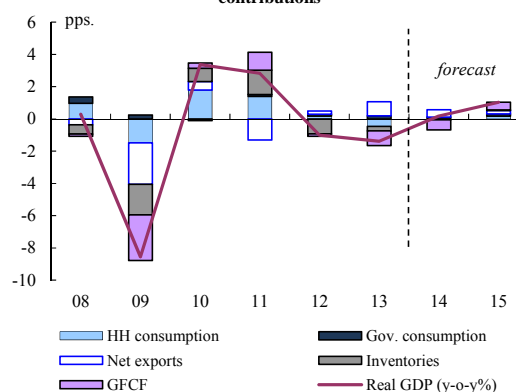 contributions
pps.
6
4
2
0
-2
-4
-6
-8
-10
forecast
08 09 10 11 12 13 14 15
HH consumption Gov. consumption
Net exports Inventories
GFCF Real GDP (y-o-y%)